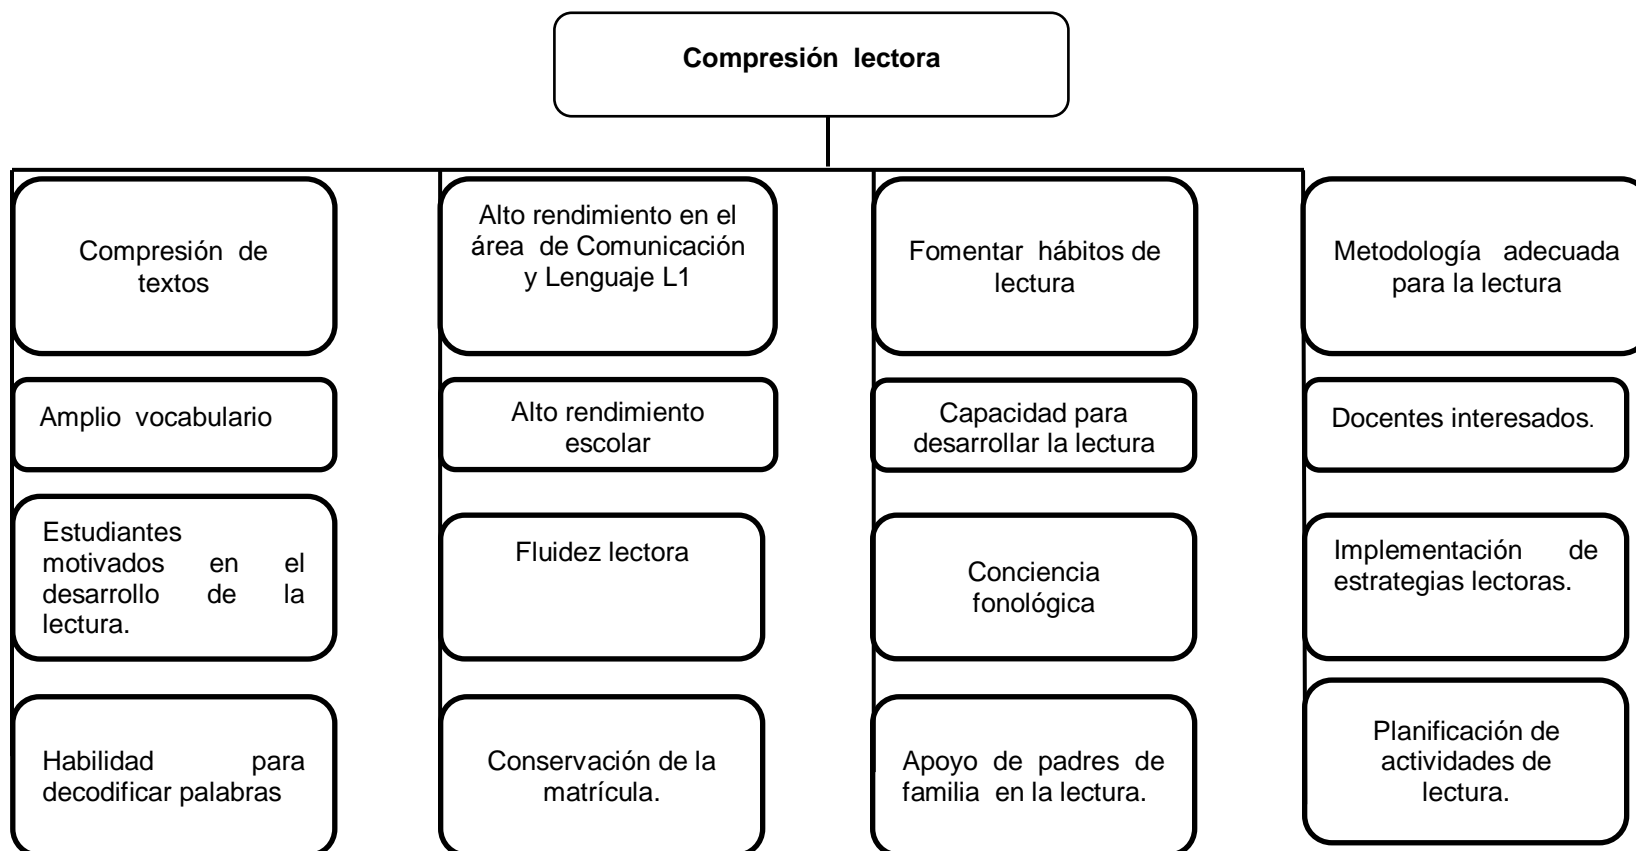 Compresión lectora
Compresión de
textos
Alto rendimiento en el
área de Comunicación
y Lenguaje L1
Fomentar hábitos de
lectura
Metodología adecuada
para la lectura
Amplio vocabulario
Alto rendimiento
escolar
Capacidad para
desarrollar la lectura
Docentes interesados.
Estudiantes
motivados en el
desarrollo de la
lectura.
Fluidez lectora
Conciencia
fonológica
Implementación de
estrategias lectoras.
Habilidad para
decodificar palabras
Conservación de la
matrícula.
Apoyo de padres de
familia en la lectura.
Planificación de
actividades de
lectura.